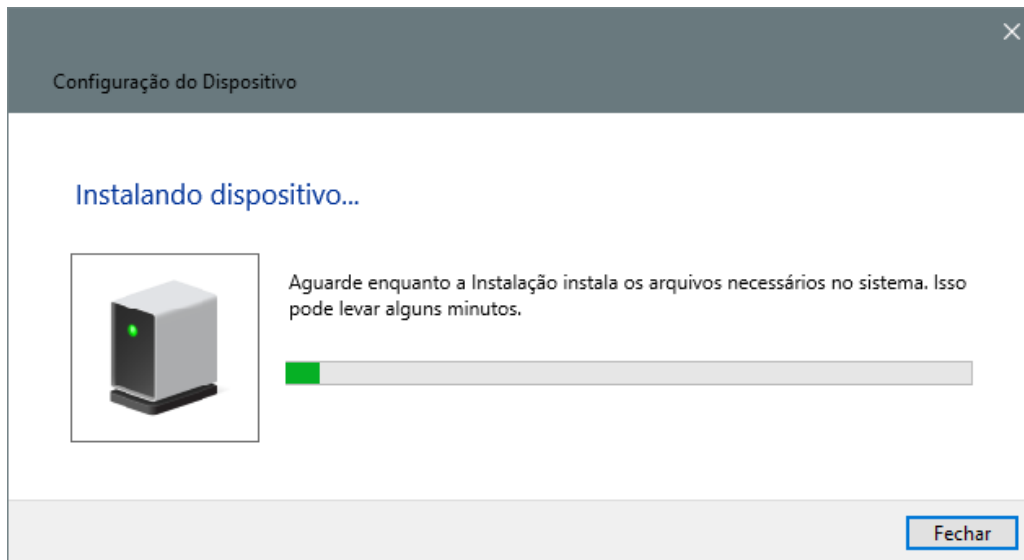 Configuração do Dispositivo
Instalando dispositivo...
Aguarde enquanto a Instalação instala os arquivos necessários no sistema. Isso
pode levar alguns minutos.
Fechar